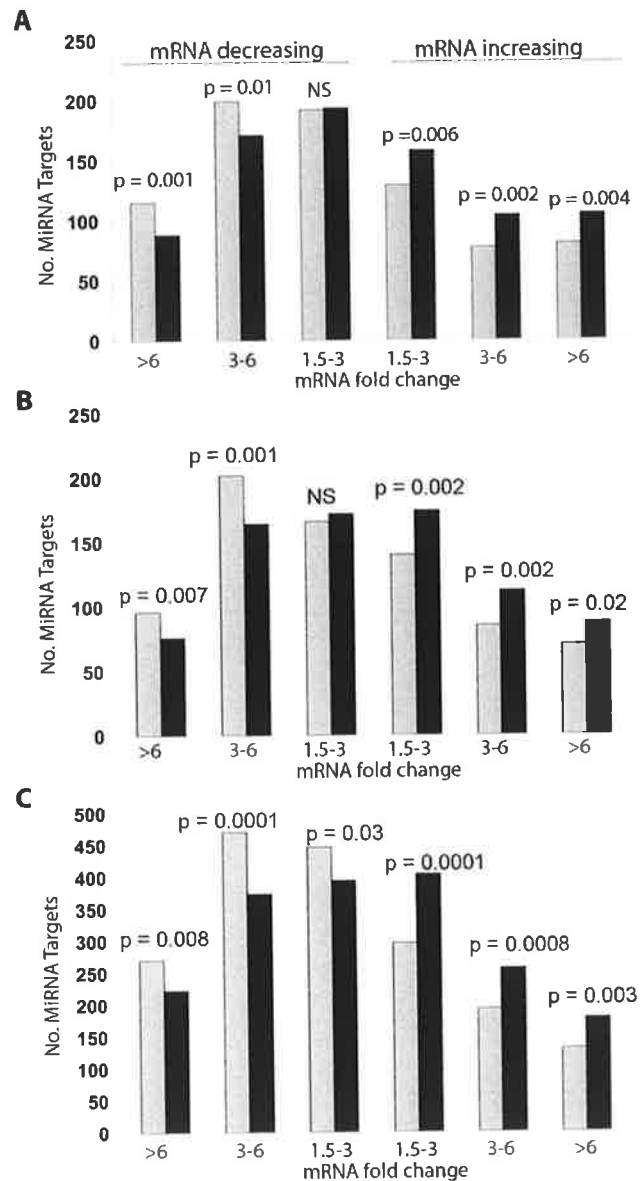 A
250
mRNA decreasing
mRNA increasing
200
p = 0.01
NS
p =0.006
150
p = 0.001
p = 0.002
p = 0.004
100
50
0
No. MiRNA Targets
>6
3-6
1.5-3
1.5-3
3-6
>6
mRNA fold change
B
250
p = 0.001
200
NS
p = 0.002
150
p = 0.007
p = 0.002
p = 0.02
100
50
0
No. MiRNA Targets
>6
3-6
1.5-3
1.5-3
3-6
>6
mRNA fold change
C
500
p = 0.0001
p = 0.03
450
p = 0.0001
400
350
300
p = 0.008
p = 0.0008
250
p = 0.003
200
150
100
50
0
No. MiRNA Targets
>6
3-6
1.5-3
1.5-3
3-6
>6
mRNA fold change